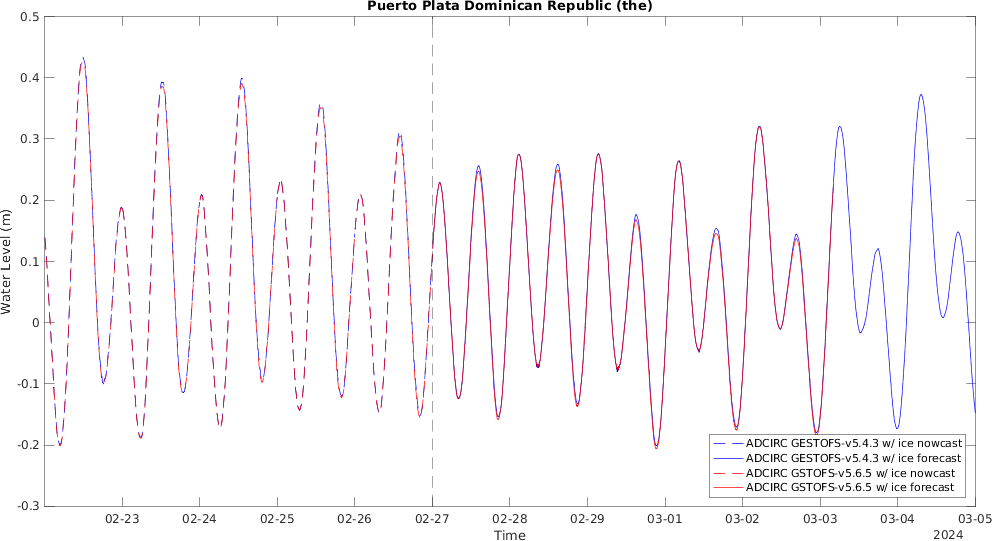 Puerto Plata Dominican Republic (the)
0.5
0.4
0.3
0.2
0.1
0
-0.1
-0.2
-0.3
Water Level (m)
ADCIRC GESTOFS-v5.4.3 w/ ice nowcast
ADCIRC GESTOFS-v5.4.3 w/ ice forecast
ADCIRC GSTOFS-v5.6.5 w/ ice nowcast
ADCIRC GSTOFS-v5.6.5 w/ ice forecast
02-23 02-24 02-25 02-26 02-27 02-28 02-29 03-01 03-02 03-03 03-04 03-05
Time
2024